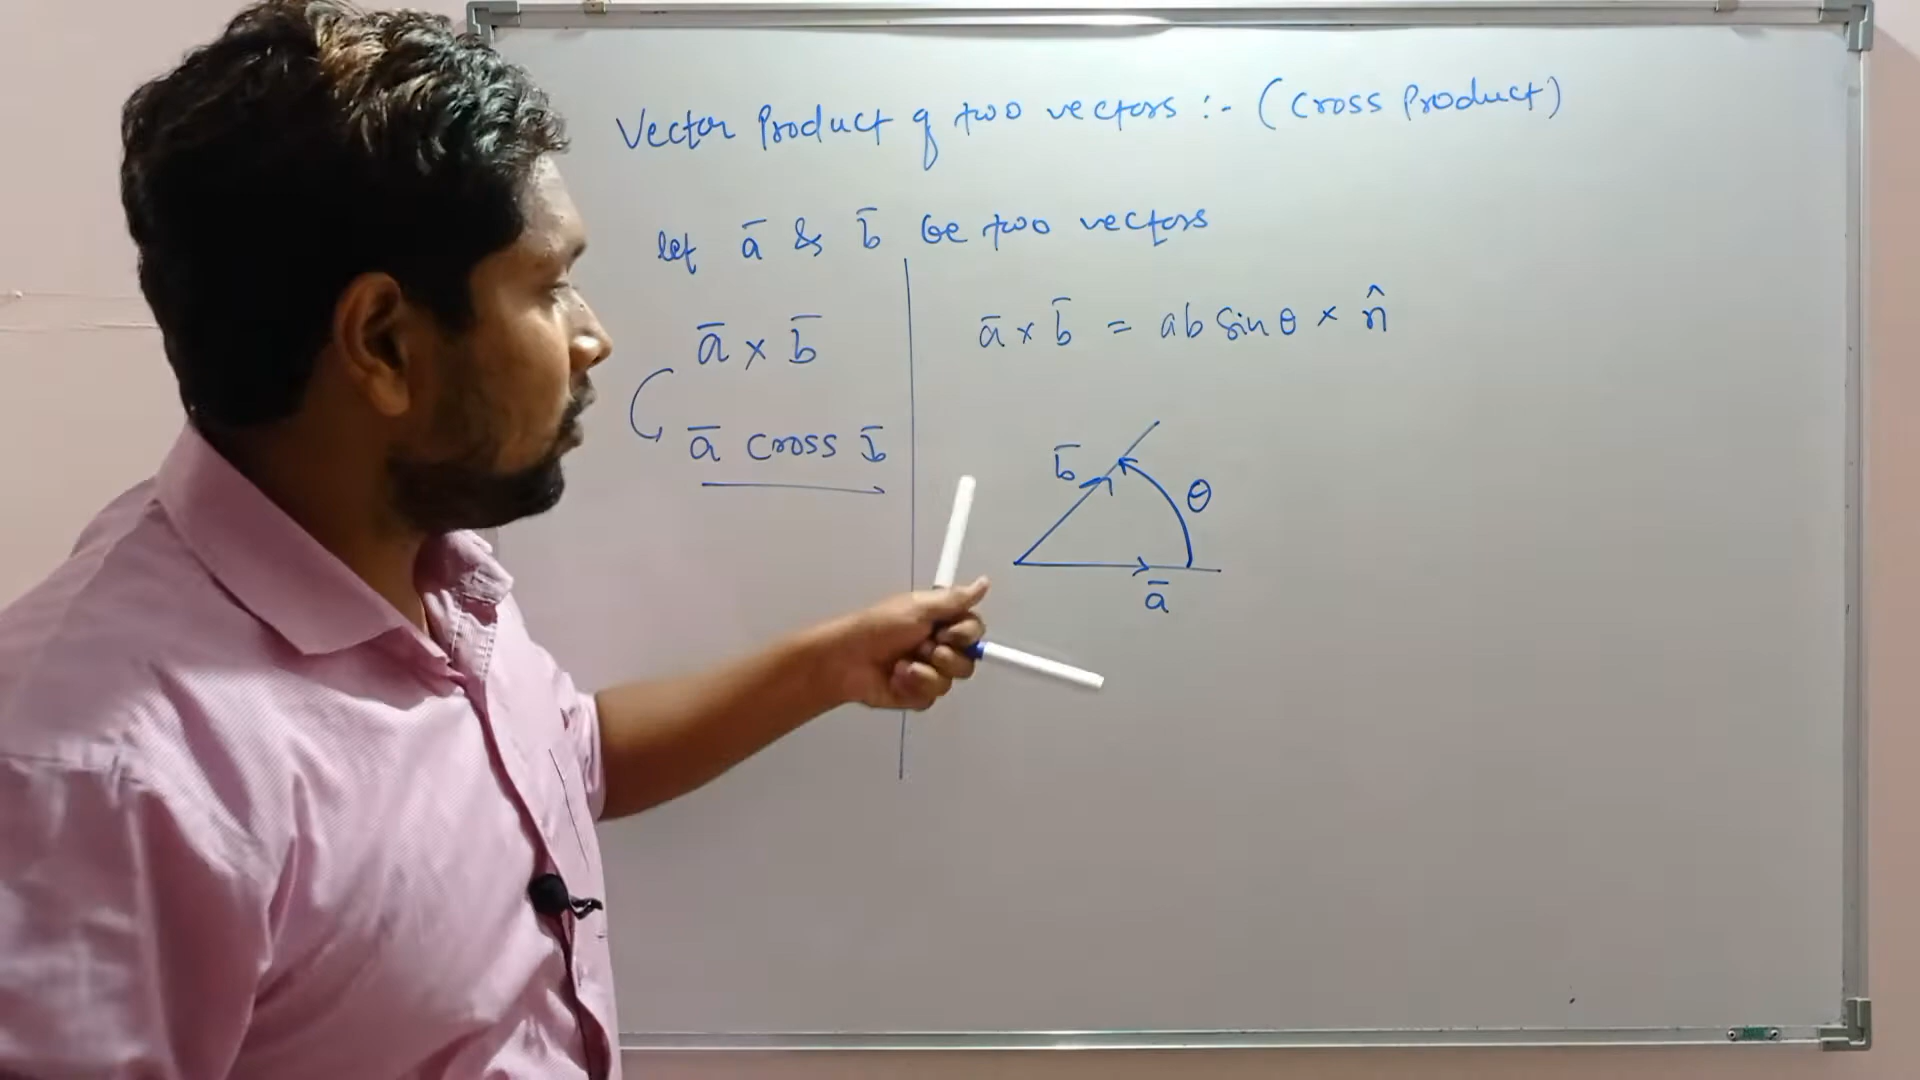 Vector Product of two vectors :- (Cross Product)
let a̅ & b̅ be two vectors
a̅ × b̅
a̅ cross b̅
a̅ × b̅ = ab sin θ × n̂
b̅
θ
a̅